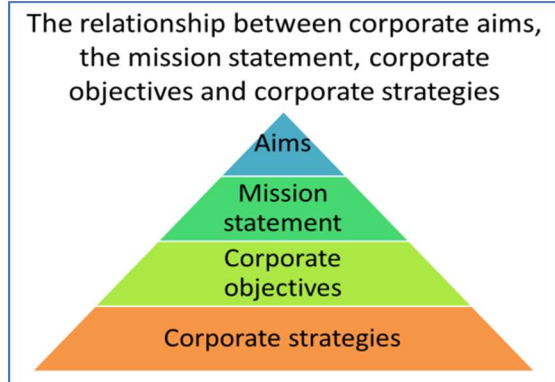 The relationship between corporate aims,
the mission statement, corporate
objectives and corporate strategies
Aims
Mission
statement
Corporate
objectives
Corporate strategies